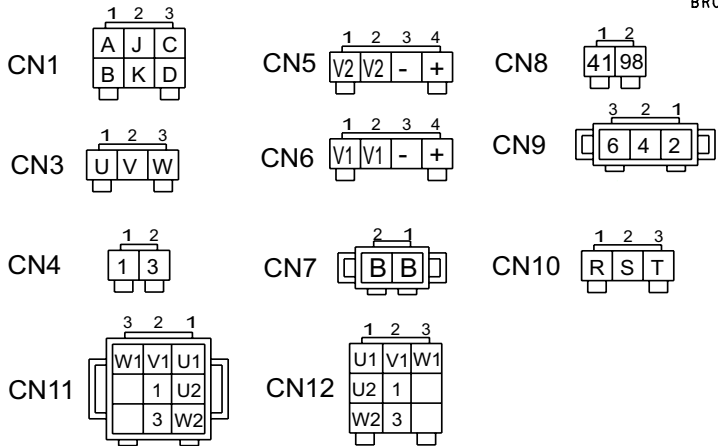 BRO
CN1
1 2 3
A J C
B K D
CN5
1 2 3 4
V2 V2 - +
CN8
1 2
41 98
CN3
1 2 3
U V W
CN6
1 2 3 4
V1 V1 - +
CN9
3 2 1
6 4 2
CN4
1 2
1 3
CN7
2 1
B B
CN10
1 2 3
R S T
CN11
3 2 1
W1 V1 U1
1 U2
3 W2
CN12
1 2 3
U1 V1 W1
U2 1
W2 3